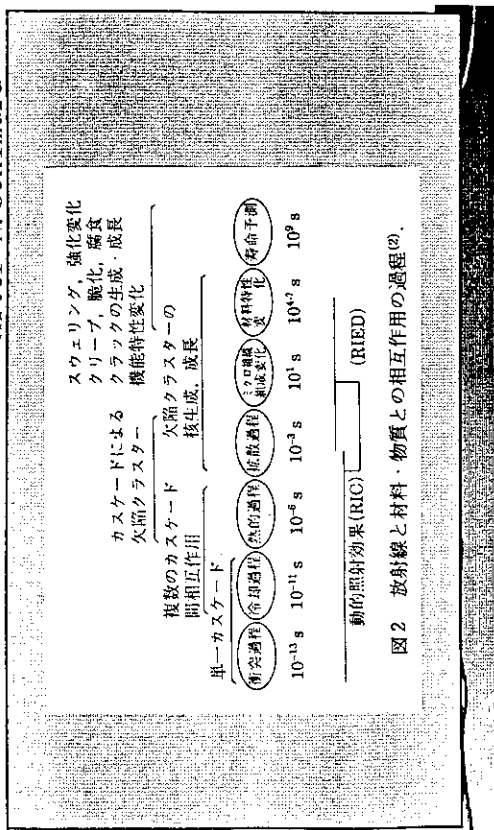 スウェリング，強化変化
カスケードによる クリープ，脆化，腐食
欠陥クラスター クラックの生成・成長
機能特性変化
複数のカスケード 欠陥クラスターの
間相互作用 核生成，成長
単一カスケード
衝突過程 冷却過程 熱的過程 拡散過程 ミクロ組織組成変化 材料特性変化 寿命予測
10⁻¹³ s 10⁻¹¹ s 10⁻⁶ s 10⁻³ s 10¹ s 10⁴·⁷ s 10⁹ s
動的照射効果(RIC) (RIED)
図2 放射線と材料・物質との相互作用の過程⁽²⁾.